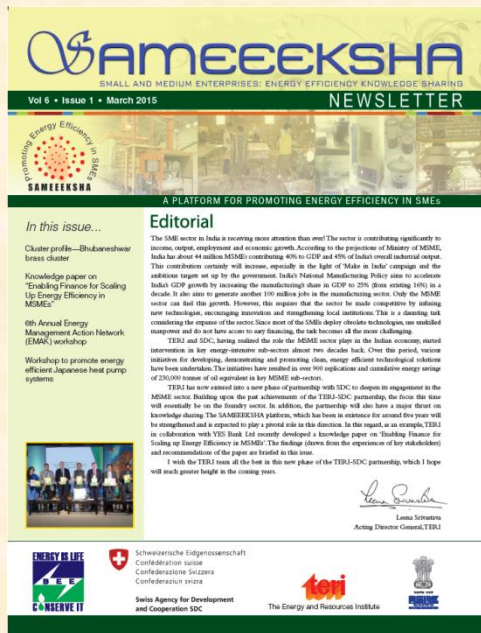 SAMEEEKSHA
SMALL AND MEDIUM ENTERPRISES: ENERGY EFFICIENCY KNOWLEDGE SHARING
Vol 6 • Issue 1 • March 2015
NEWSLETTER
Promoting Energy Efficiency in SMEs
SAMEEEKSHA
A PLATFORM FOR PROMOTING ENERGY EFFICIENCY IN SMEs
In this issue...
Cluster profile—Bhubaneshwar
brass cluster
Knowledge paper on
"Enabling Finance for Scaling
Up Energy Efficiency in
MSMEs"
6th Annual Energy
Management Action Network
(EMAK) workshop
Workshop to promote energy
efficient Japanese heat pump
systems
Editorial
The SME sector in India is receiving more attention than ever! The sector is contributing significantly to
income, output, employment and economic growth. According to the projections of Ministry of MSME,
India has about 44 million MSMEs contributing 40% to GDP and 45% of India's overall industrial output.
This contribution certainly will increase, especially in the light of 'Make in India' campaign and the
ambitious targets set up by the government. India's National Manufacturing Policy aims to accelerate
India's GDP growth by increasing the manufacturing's share in GDP to 25% (from existing 16%) in a
decade. It also aims to generate another 100 million jobs in the manufacturing sector. Only the MSME
sector can fuel this growth. However, this requires that the sector be made competitive by infusing
new technologies, encouraging innovation and strengthening local institutions. This is a daunting task
considering the expanse of the sector. Since most of the SMEs deploy obsolete technologies, use unskilled
manpower and do not have access to easy financing, the task becomes all the more challenging.
TERI and SDC, having realized the role MSME sector plays in the Indian economy, started
intervention in key energy-intensive sub-sectors almost two decades back. Over this period, various
initiatives for developing, demonstrating and promoting clean, energy efficient technological solutions
have been undertaken. The initiatives have resulted in over 900 replications and cumulative energy savings
of 230,000 tonnes of oil equivalent in key MSME sub-sectors.
TERI has now entered into a new phase of partnership with SDC to deepen its engagement in the
MSME sector. Building upon the past achievements of the TERI-SDC partnership, the focus this time
will essentially be on the foundry sector. In addition, the partnership will also have a major thrust on
knowledge sharing. The SAMEEEKSHA platform, which has been in existence for around five years will
be strengthened and is expected to play a pivotal role in this direction. In this regard, as an example, TERI
in collaboration with YES Bank Ltd recently developed a knowledge paper on 'Enabling Finance for
Scaling up Energy Efficiency in MSMEs'. The findings (drawn from the experiences of key stakeholders)
and recommendations of the paper are briefed in this issue.
I wish the TERI team all the best in this new phase of the TERI-SDC partnership, which I hope
will reach greater height in the coming years.
Leena Srivastava
Leena Srivastava
Acting Director General, TERI
ENERGY IS LIFE
BEE
CONSERVE IT
Schweizerische Eidgenossenschaft
Confédération suisse
Confederazione Svizzera
Confederaziun svizra
Swiss Agency for Development
and Cooperation SDC
teri
The Energy and Resources Institute